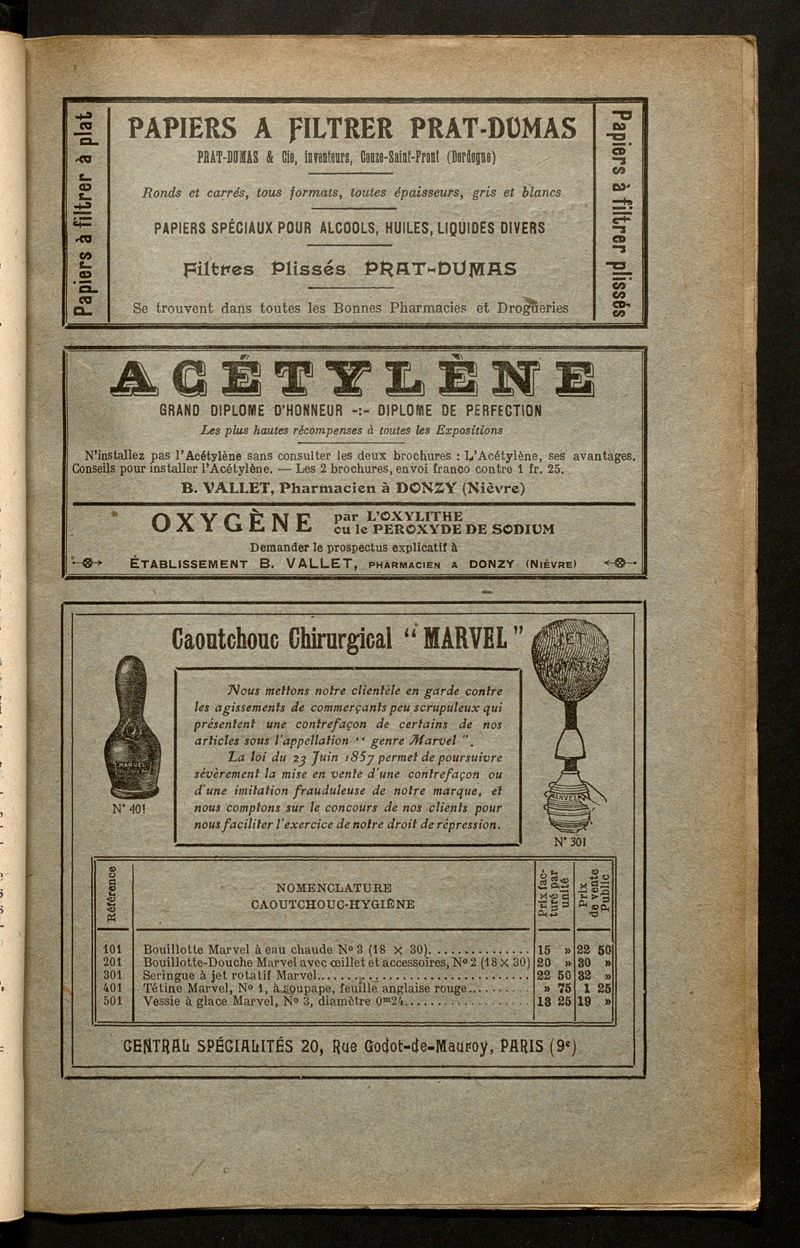 Papiers à filtrer à plat
PAPIERS A FILTRER PRAT-DUMAS
PRAT-DUMAS & Cie, Inventeurs, Couze-Saint-Front (Dordogne)
Ronds et carrés, tous formats, toutes épaisseurs, gris et blancs
PAPIERS SPÉCIAUX POUR ALCOOLS, HUILES, LIQUIDES DIVERS
Filtres Plissés PRAT-DUMAS
Se trouvent dans toutes les Bonnes Pharmacies et Drogueries
Papiers à filtrer plissés
ACÉTYLÈNE
GRAND DIPLOME D'HONNEUR -:- DIPLOME DE PERFECTION
Les plus hautes récompenses à toutes les Expositions
N'installez pas l'Acétylène sans consulter les deux brochures : L'Acétylène, ses avantages.
Conseils pour installer l'Acétylène. — Les 2 brochures, envoi franco contre 1 fr. 25.
B. VALLET, Pharmacien à DONZY (Nièvre)
OXYGÈNE par L'OXYLITHE
ou le PEROXYDE DE SODIUM
Demander le prospectus explicatif à
ÉTABLISSEMENT B. VALLET, PHARMACIEN A DONZY (NIÈVRE)
Caoutchouc Chirurgical "MARVEL"
JET
ROTATIF
Nous mettons notre clientèle en garde contre
les agissements de commerçants peu scrupuleux qui
présentent une contrefaçon de certains de nos
articles sous l'appellation "genre Marvel".
La loi du 23 Juin 1857 permet de poursuivre
sévèrement la mise en vente d'une contrefaçon ou
d'une imitation frauduleuse de notre marque, et
nous comptons sur le concours de nos clients pour
nous faciliter l'exercice de notre droit de répression.
MARVEL
N° 401
MARVEL
N° 301
Référence
NOMENCLATURE
CAOUTCHOUC-HYGIÈNE
Prix facturé par unité
Prix de vente Public
101 Bouillotte Marvel à eau chaude N° 3 (18 × 30)............... 15 » 22 50
201 Bouillotte-Douche Marvel avec œillet et accessoires, N° 2 (18 × 30) 20 » 30 »
301 Seringue à jet rotatif Marvel.............................. 22 50 32 »
401 Tétine Marvel, N° 1, à soupape, feuille anglaise rouge......... » 75 1 25
501 Vessie à glace Marvel, N° 3, diamètre 0m24.................. 13 25 19 »
CENTRAL SPÉCIALITÉS 20, Rue Godot-de-Mauroy, PARIS (9e)